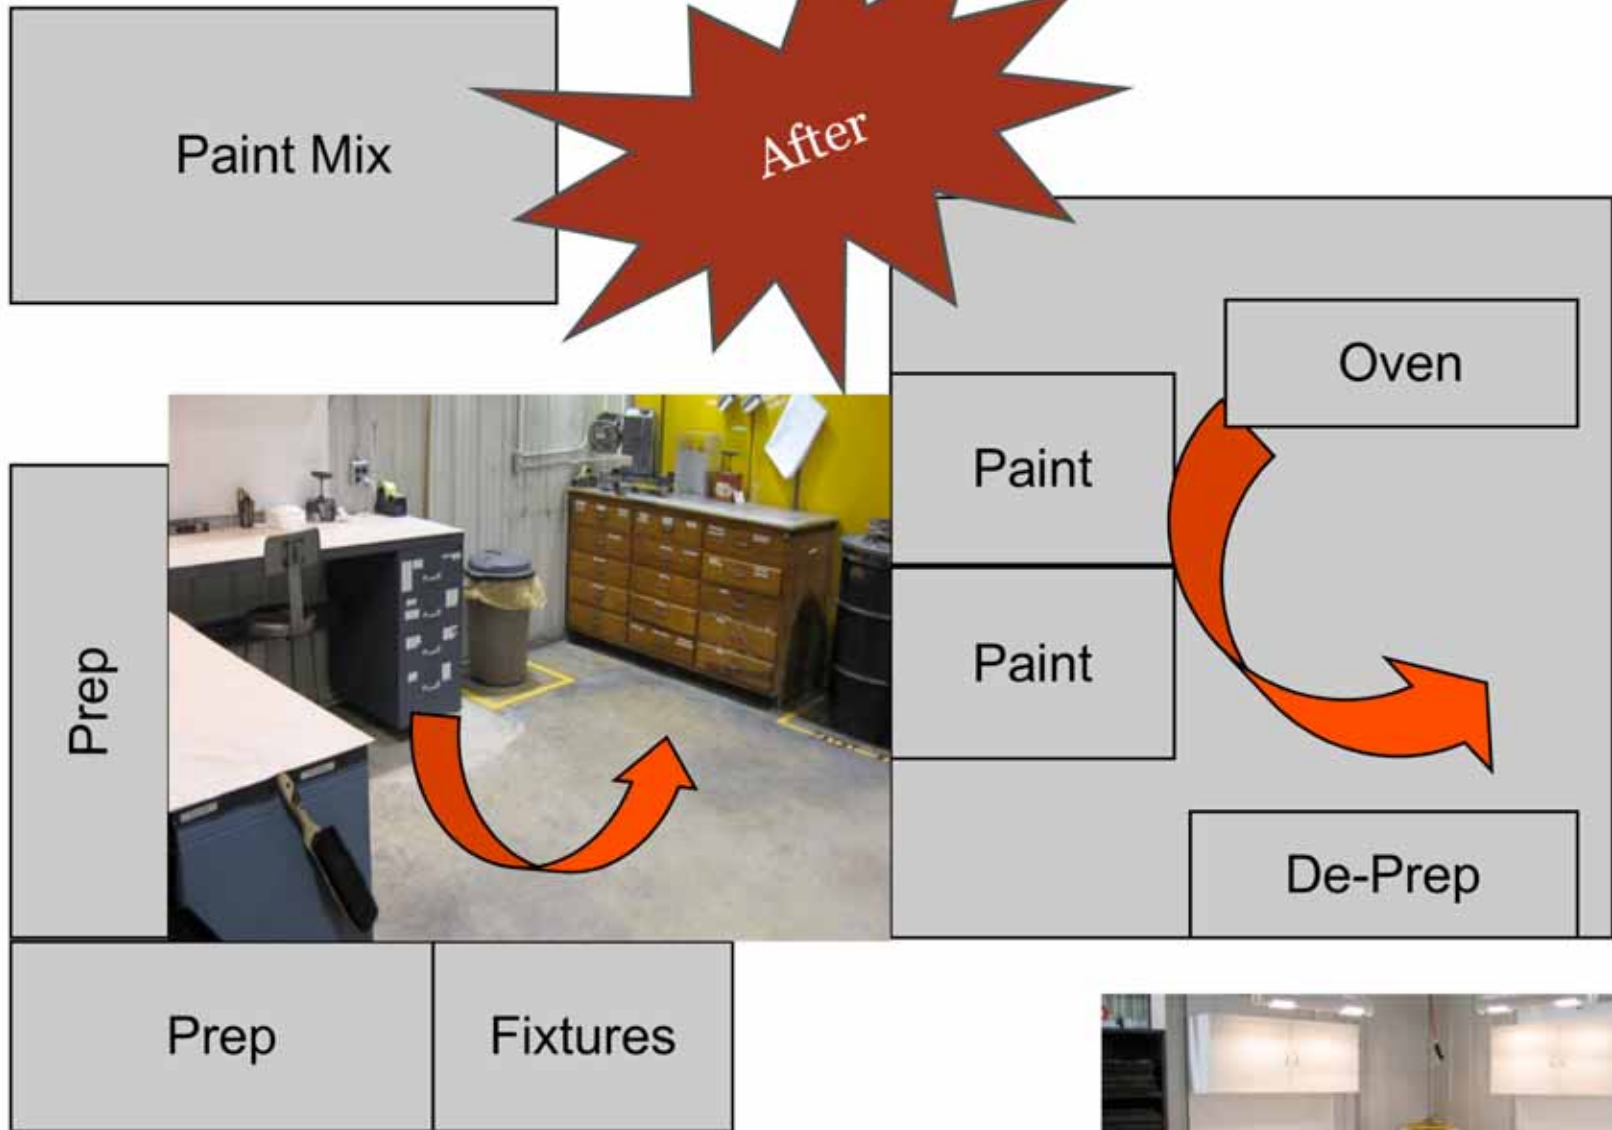 Paint Mix
After
Oven
Paint
Paint
Prep
De-Prep
Prep
Fixtures